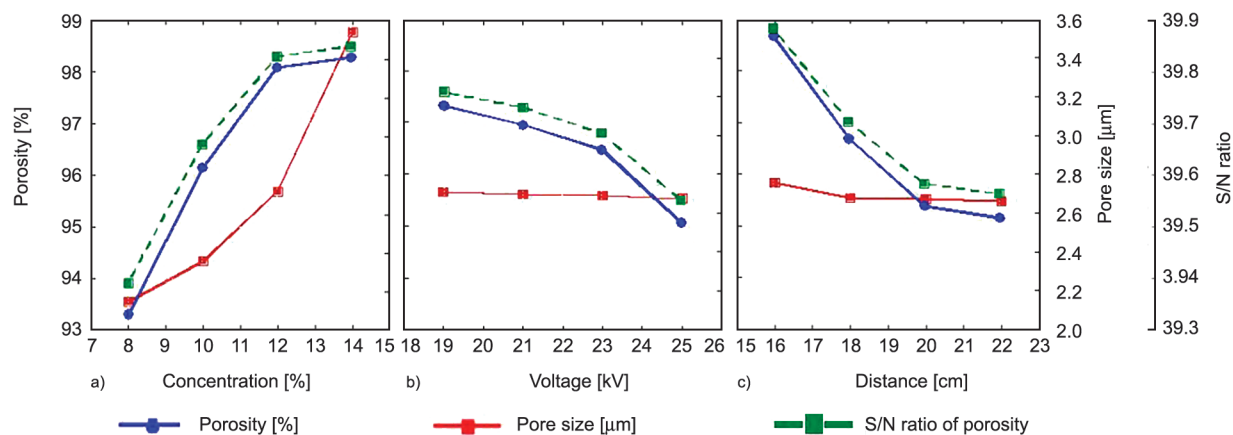 99
98
97
96
95
94
93
Porosity [%]
7 8 9 10 11 12 13 14 15
a) Concentration [%]
18 19 20 21 22 23 24 25 26
b) Voltage [kV]
15 16 17 18 19 20 21 22 23
c) Distance [cm]
3.6
3.4
3.2
3.0
2.8
2.6
2.4
2.2
2.0
Pore size [μm]
39.9
39.8
39.7
39.6
39.5
39.94
39.3
S/N ratio
Porosity [%]
Pore size [μm]
S/N ratio of porosity